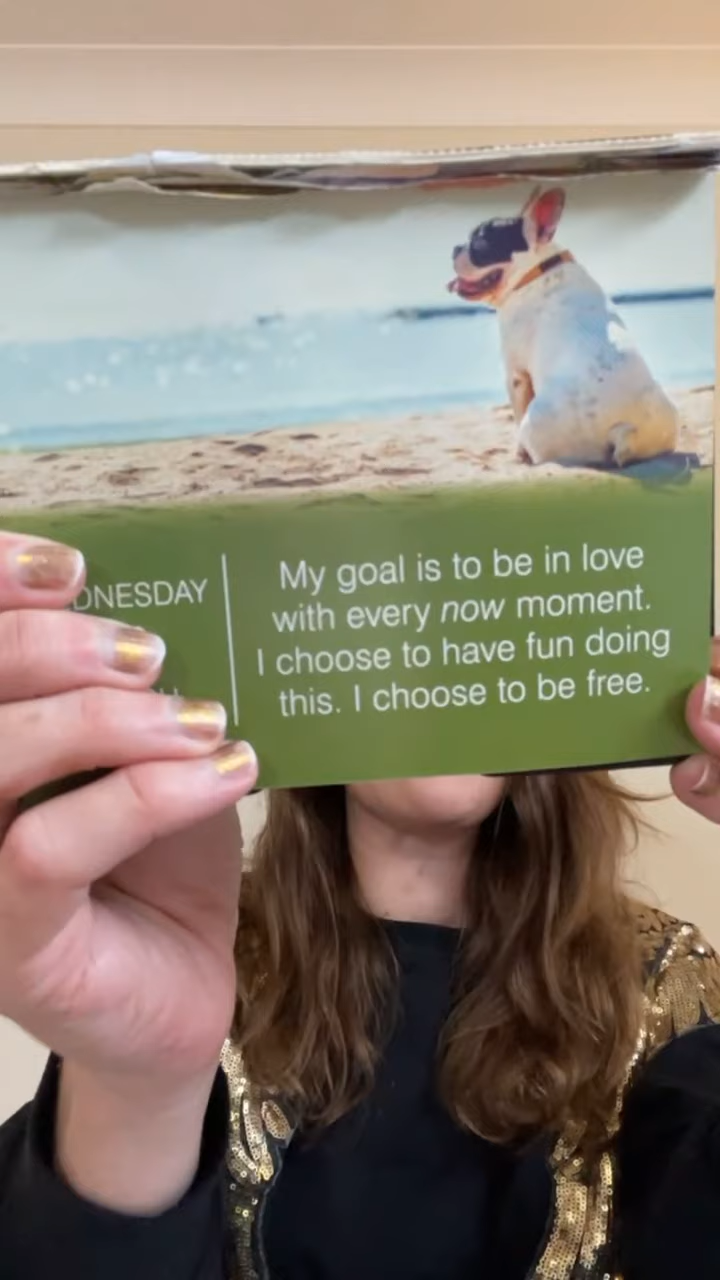 DNESDAY
My goal is to be in love
with every now moment.
I choose to have fun doing
this. I choose to be free.